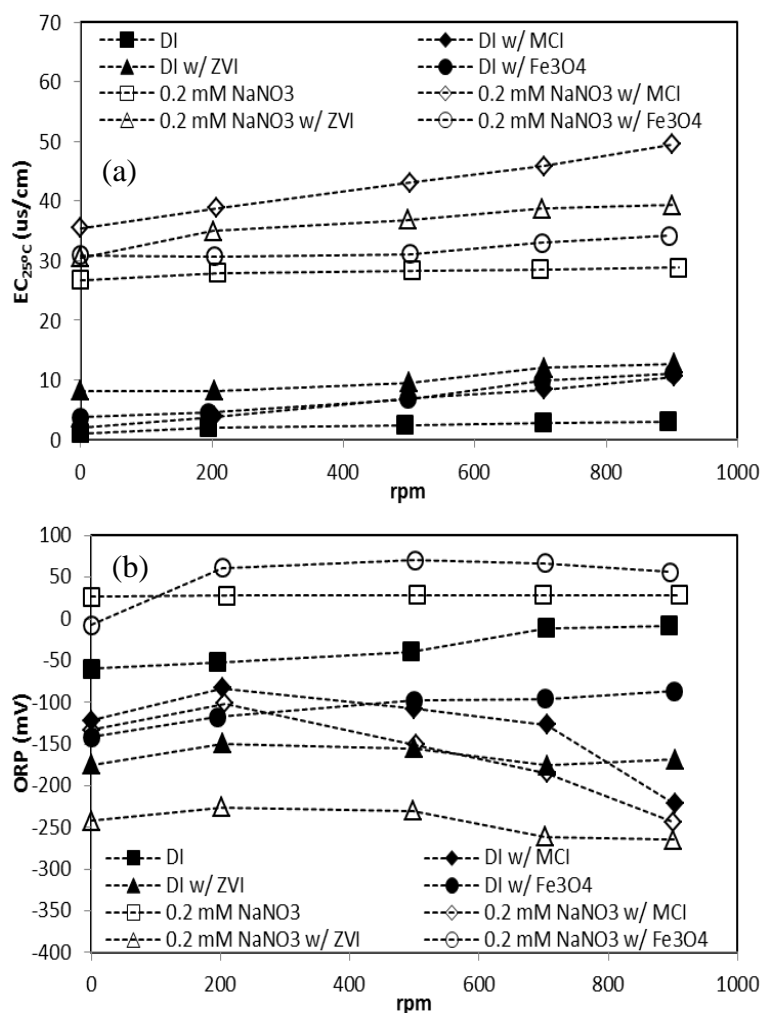 70
60
50
40
30
20
10
0
EC25ºC (us/cm)
DI
DI w/ MCI
DI w/ ZVI
DI w/ Fe3O4
0.2 mM NaNO3
0.2 mM NaNO3 w/ MCI
0.2 mM NaNO3 w/ ZVI
0.2 mM NaNO3 w/ Fe3O4
(a)
0 200 400 600 800 1000
rpm
100
50
0
-50
-100
-150
-200
-250
-300
-350
-400
ORP (mV)
(b)
DI
DI w/ MCI
DI w/ ZVI
DI w/ Fe3O4
0.2 mM NaNO3
0.2 mM NaNO3 w/ MCI
0.2 mM NaNO3 w/ ZVI
0.2 mM NaNO3 w/ Fe3O4
0 200 400 600 800 1000
rpm